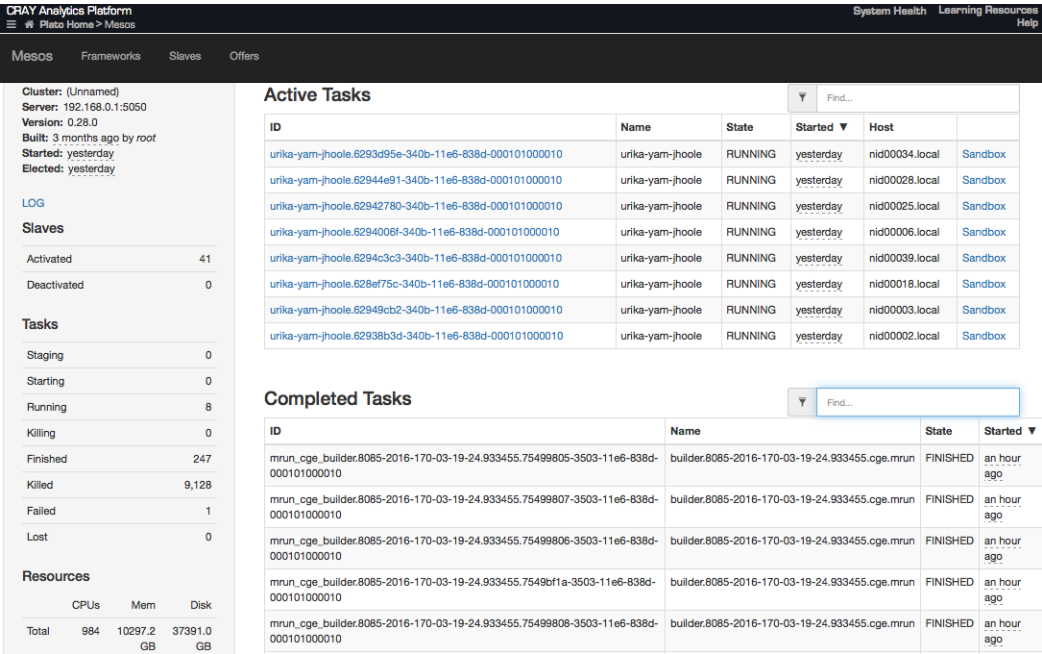 CRAY Analytics Platform
System Health Learning Resources
Plato Home > Mesos
Help
Mesos Frameworks Slaves Offers
Cluster: (Unnamed)
Server: 192.168.0.1:5050
Version: 0.28.0
Built: 3 months ago by root
Started: yesterday
Elected: yesterday
LOG
Slaves
Activated 41
Deactivated 0
Tasks
Staging 0
Starting 0
Running 8
Killing 0
Finished 247
Killed 9,128
Failed 1
Lost 0
Resources
CPUs Mem Disk
Total 984 10297.2 37391.0
GB GB
Active Tasks
Find...
ID Name State Started ▼ Host
urika-yam-jhoole.6293d95e-340b-11e6-838d-000101000010 urika-yam-jhoole RUNNING yesterday nid00034.local Sandbox
urika-yam-jhoole.62944e91-340b-11e6-838d-000101000010 urika-yam-jhoole RUNNING yesterday nid00028.local Sandbox
urika-yam-jhoole.62942780-340b-11e6-838d-000101000010 urika-yam-jhoole RUNNING yesterday nid00025.local Sandbox
urika-yam-jhoole.6294006f-340b-11e6-838d-000101000010 urika-yam-jhoole RUNNING yesterday nid00006.local Sandbox
urika-yam-jhoole.6294c3c3-340b-11e6-838d-000101000010 urika-yam-jhoole RUNNING yesterday nid00039.local Sandbox
urika-yam-jhoole.628ef75c-340b-11e6-838d-000101000010 urika-yam-jhoole RUNNING yesterday nid00018.local Sandbox
urika-yam-jhoole.62949cb2-340b-11e6-838d-000101000010 urika-yam-jhoole RUNNING yesterday nid00003.local Sandbox
urika-yam-jhoole.62938b3d-340b-11e6-838d-000101000010 urika-yam-jhoole RUNNING yesterday nid00002.local Sandbox
Completed Tasks
Find...
ID Name State Started ▼
mrun_cge_builder.8085-2016-170-03-19-24.933455.75499805-3503-11e6-838d- builder.8085-2016-170-03-19-24.933455.cge.mrun FINISHED an hour
000101000010 ago
mrun_cge_builder.8085-2016-170-03-19-24.933455.75499807-3503-11e6-838d- builder.8085-2016-170-03-19-24.933455.cge.mrun FINISHED an hour
000101000010 ago
mrun_cge_builder.8085-2016-170-03-19-24.933455.75499806-3503-11e6-838d- builder.8085-2016-170-03-19-24.933455.cge.mrun FINISHED an hour
000101000010 ago
mrun_cge_builder.8085-2016-170-03-19-24.933455.7549bf1a-3503-11e6-838d- builder.8085-2016-170-03-19-24.933455.cge.mrun FINISHED an hour
000101000010 ago
mrun_cge_builder.8085-2016-170-03-19-24.933455.75499808-3503-11e6-838d- builder.8085-2016-170-03-19-24.933455.cge.mrun FINISHED an hour
000101000010 ago